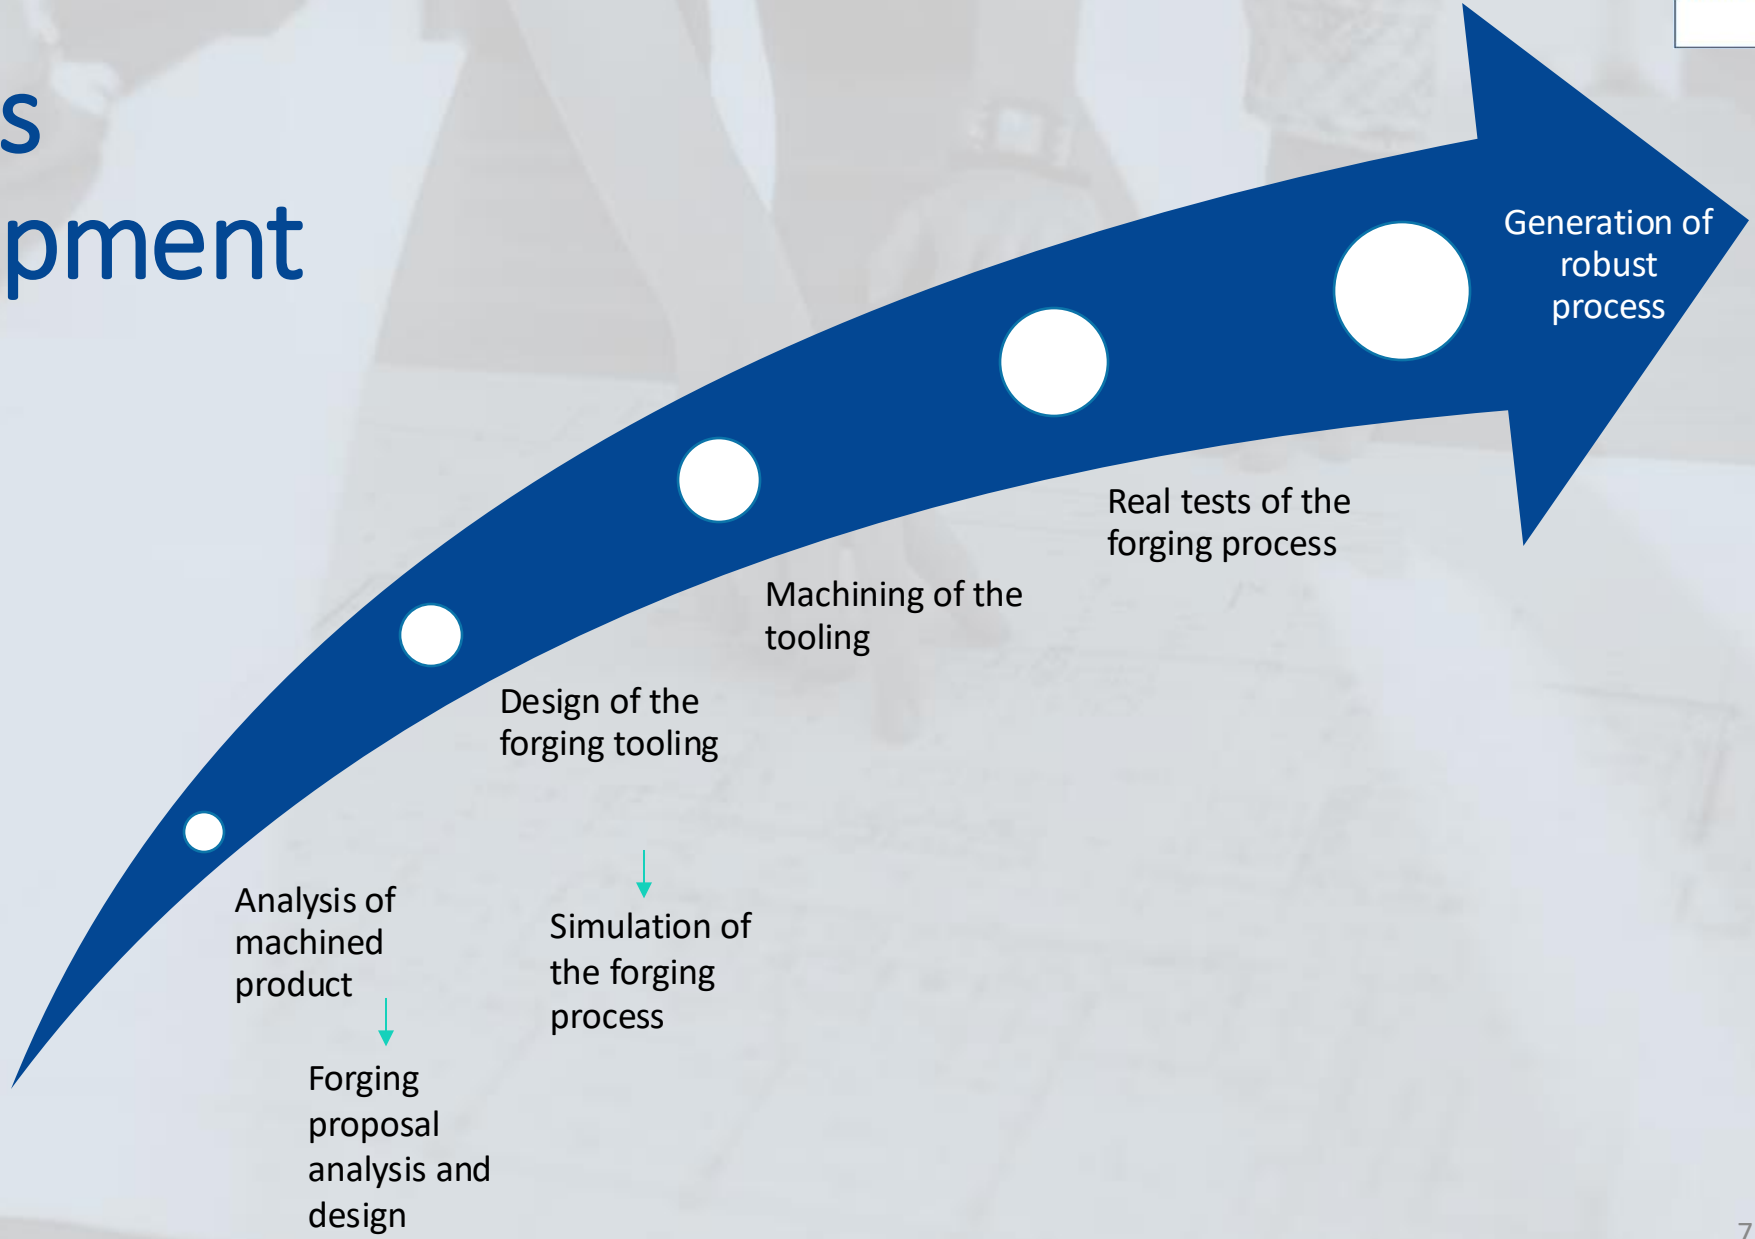 s
pment
Generation of
robust
process
Real tests of the
forging process
Machining of the
tooling
Design of the
forging tooling
Analysis of
machined
product
Simulation of
the forging
process
Forging
proposal
analysis and
design
7